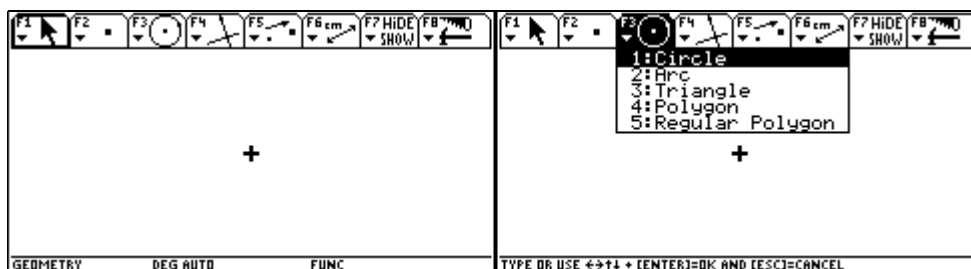 F1 F2 F3 F4 F5 F6 cm F7 HiDE F8
SHOW
GEOMETRY DEG AUTO FUNC
F1 F2 F3 F4 F5 F6 cm F7 HiDE F8
SHOW
1:Circle
2:Arc
3:Triangle
4:Polygon
5:Regular Polygon
TYPE OR USE ←→↑↓ + [ENTER]=OK AND [ESC]=CANCEL